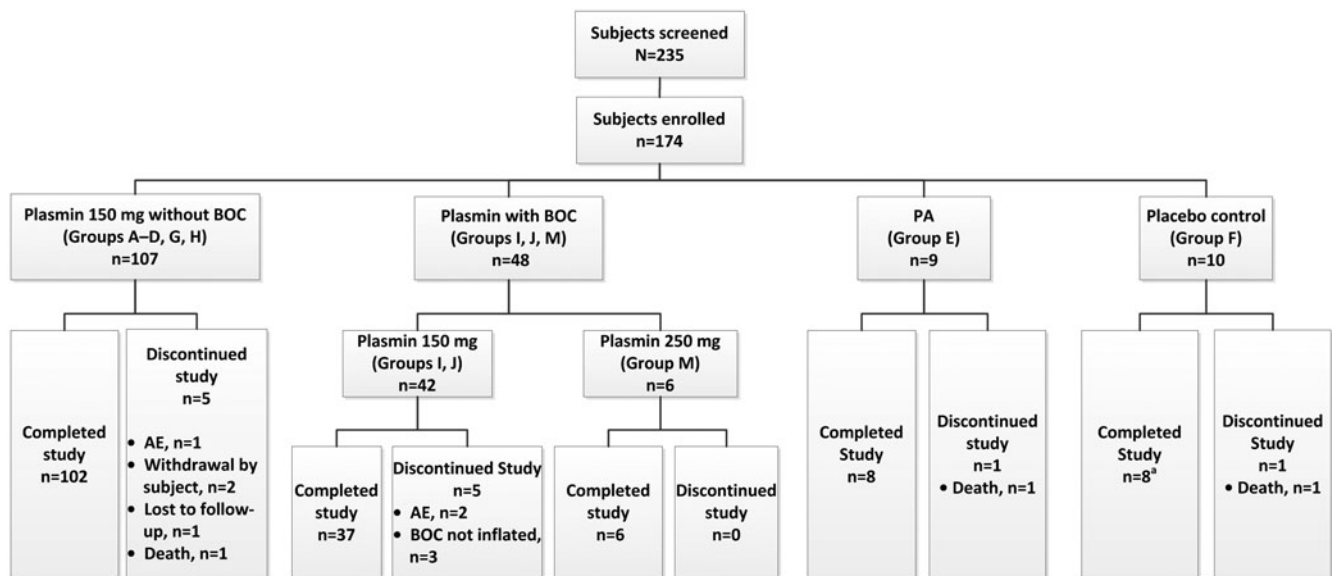 Subjects screened
N=235
Subjects enrolled
n=174
Plasmin 150 mg without BOC
(Groups A–D, G, H)
n=107
Plasmin with BOC
(Groups I, J, M)
n=48
PA
(Group E)
n=9
Placebo control
(Group F)
n=10
Completed
study
n=102
Discontinued
study
n=5
• AE, n=1
• Withdrawal by
subject, n=2
• Lost to follow-
up, n=1
• Death, n=1
Plasmin 150 mg
(Groups I, J)
n=42
Plasmin 250 mg
(Group M)
n=6
Completed
study
n=37
Discontinued Study
n=5
• AE, n=2
• BOC not inflated,
n=3
Completed
study
n=6
Discontinued
study
n=0
Completed
Study
n=8
Discontinued
study
n=1
• Death, n=1
Completed
Study
n=8ª
Discontinued
Study
n=1
• Death, n=1